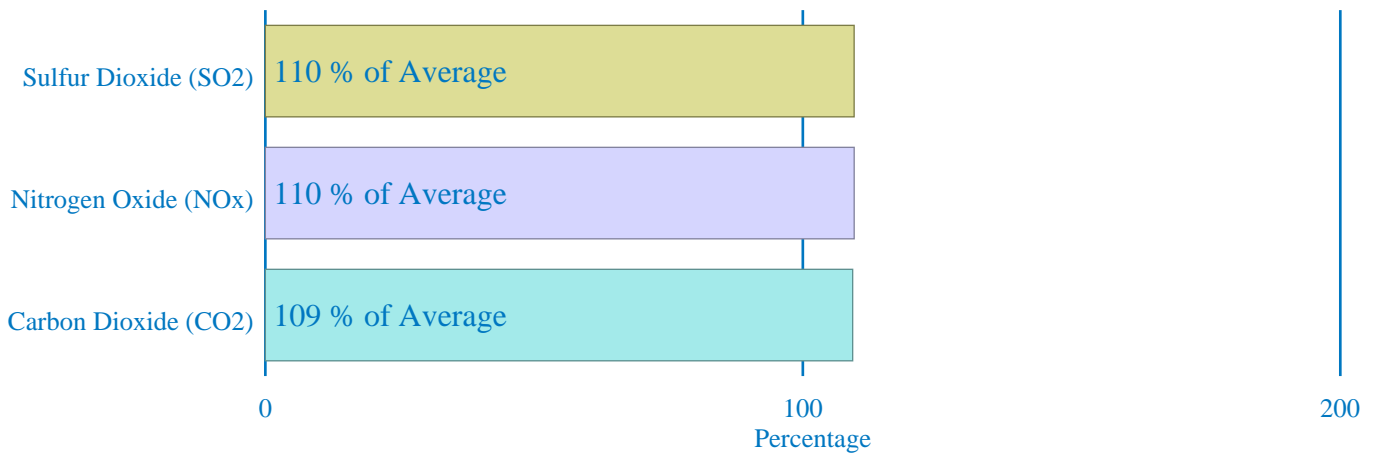 Sulfur Dioxide (SO2)
110 % of Average
Nitrogen Oxide (NOx)
110 % of Average
Carbon Dioxide (CO2)
109 % of Average
0
100
200
Percentage